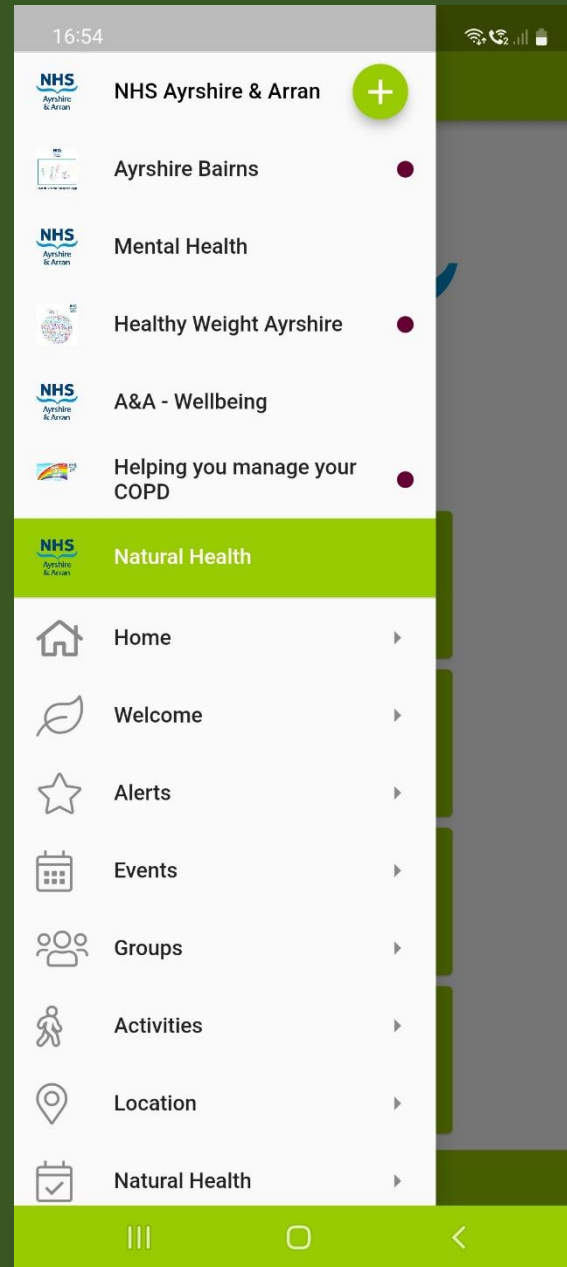 16:54
NHS
Ayrshire
& Arran
NHS Ayrshire & Arran
+
Ayrshire Bairns
NHS
Ayrshire
& Arran
Mental Health
Healthy Weight Ayrshire
NHS
Ayrshire
& Arran
A&A - Wellbeing
Helping you manage your
COPD
NHS
Ayrshire
& Arran
Natural Health
Home
Welcome
Alerts
Events
Groups
Activities
Location
Natural Health